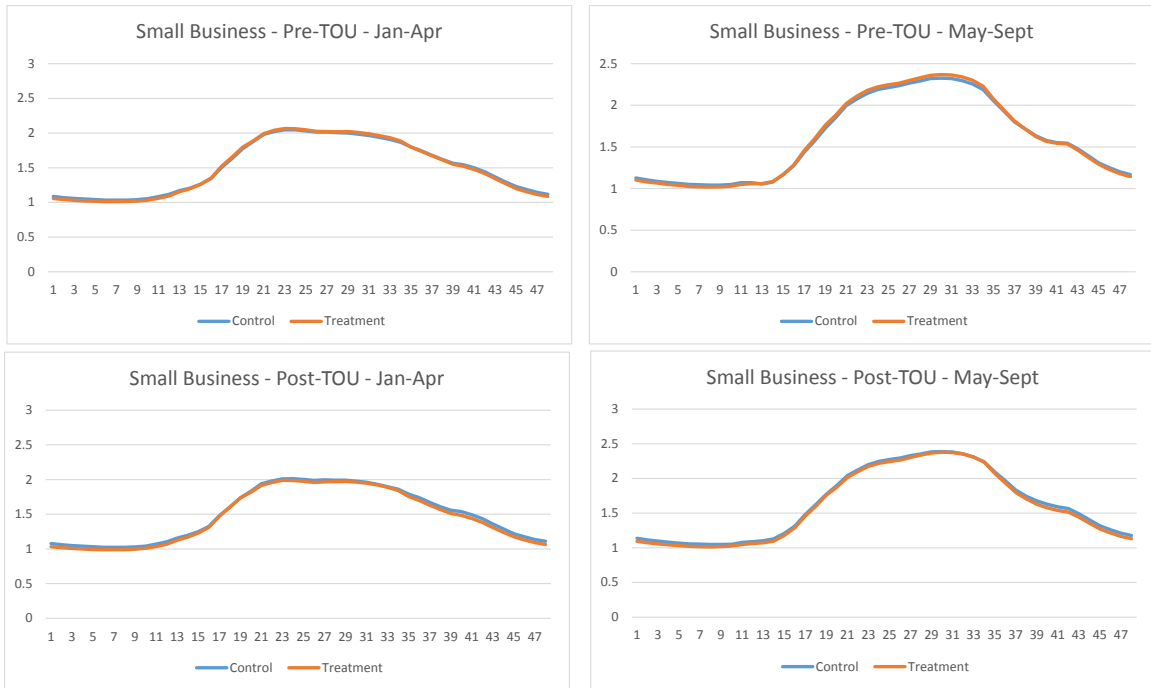 Small Business - Pre-TOU - Jan-Apr
3
2.5
2
1.5
1
0.5
0
1 3 5 7 9 11 13 15 17 19 21 23 25 27 29 31 33 35 37 39 41 43 45 47
Control Treatment
Small Business - Pre-TOU - May-Sept
2.5
2
1.5
1
0.5
0
1 3 5 7 9 11 13 15 17 19 21 23 25 27 29 31 33 35 37 39 41 43 45 47
Control Treatment
Small Business - Post-TOU - Jan-Apr
3
2.5
2
1.5
1
0.5
0
1 3 5 7 9 11 13 15 17 19 21 23 25 27 29 31 33 35 37 39 41 43 45 47
Control Treatment
Small Business - Post-TOU - May-Sept
3
2.5
2
1.5
1
0.5
0
1 3 5 7 9 11 13 15 17 19 21 23 25 27 29 31 33 35 37 39 41 43 45 47
Control Treatment